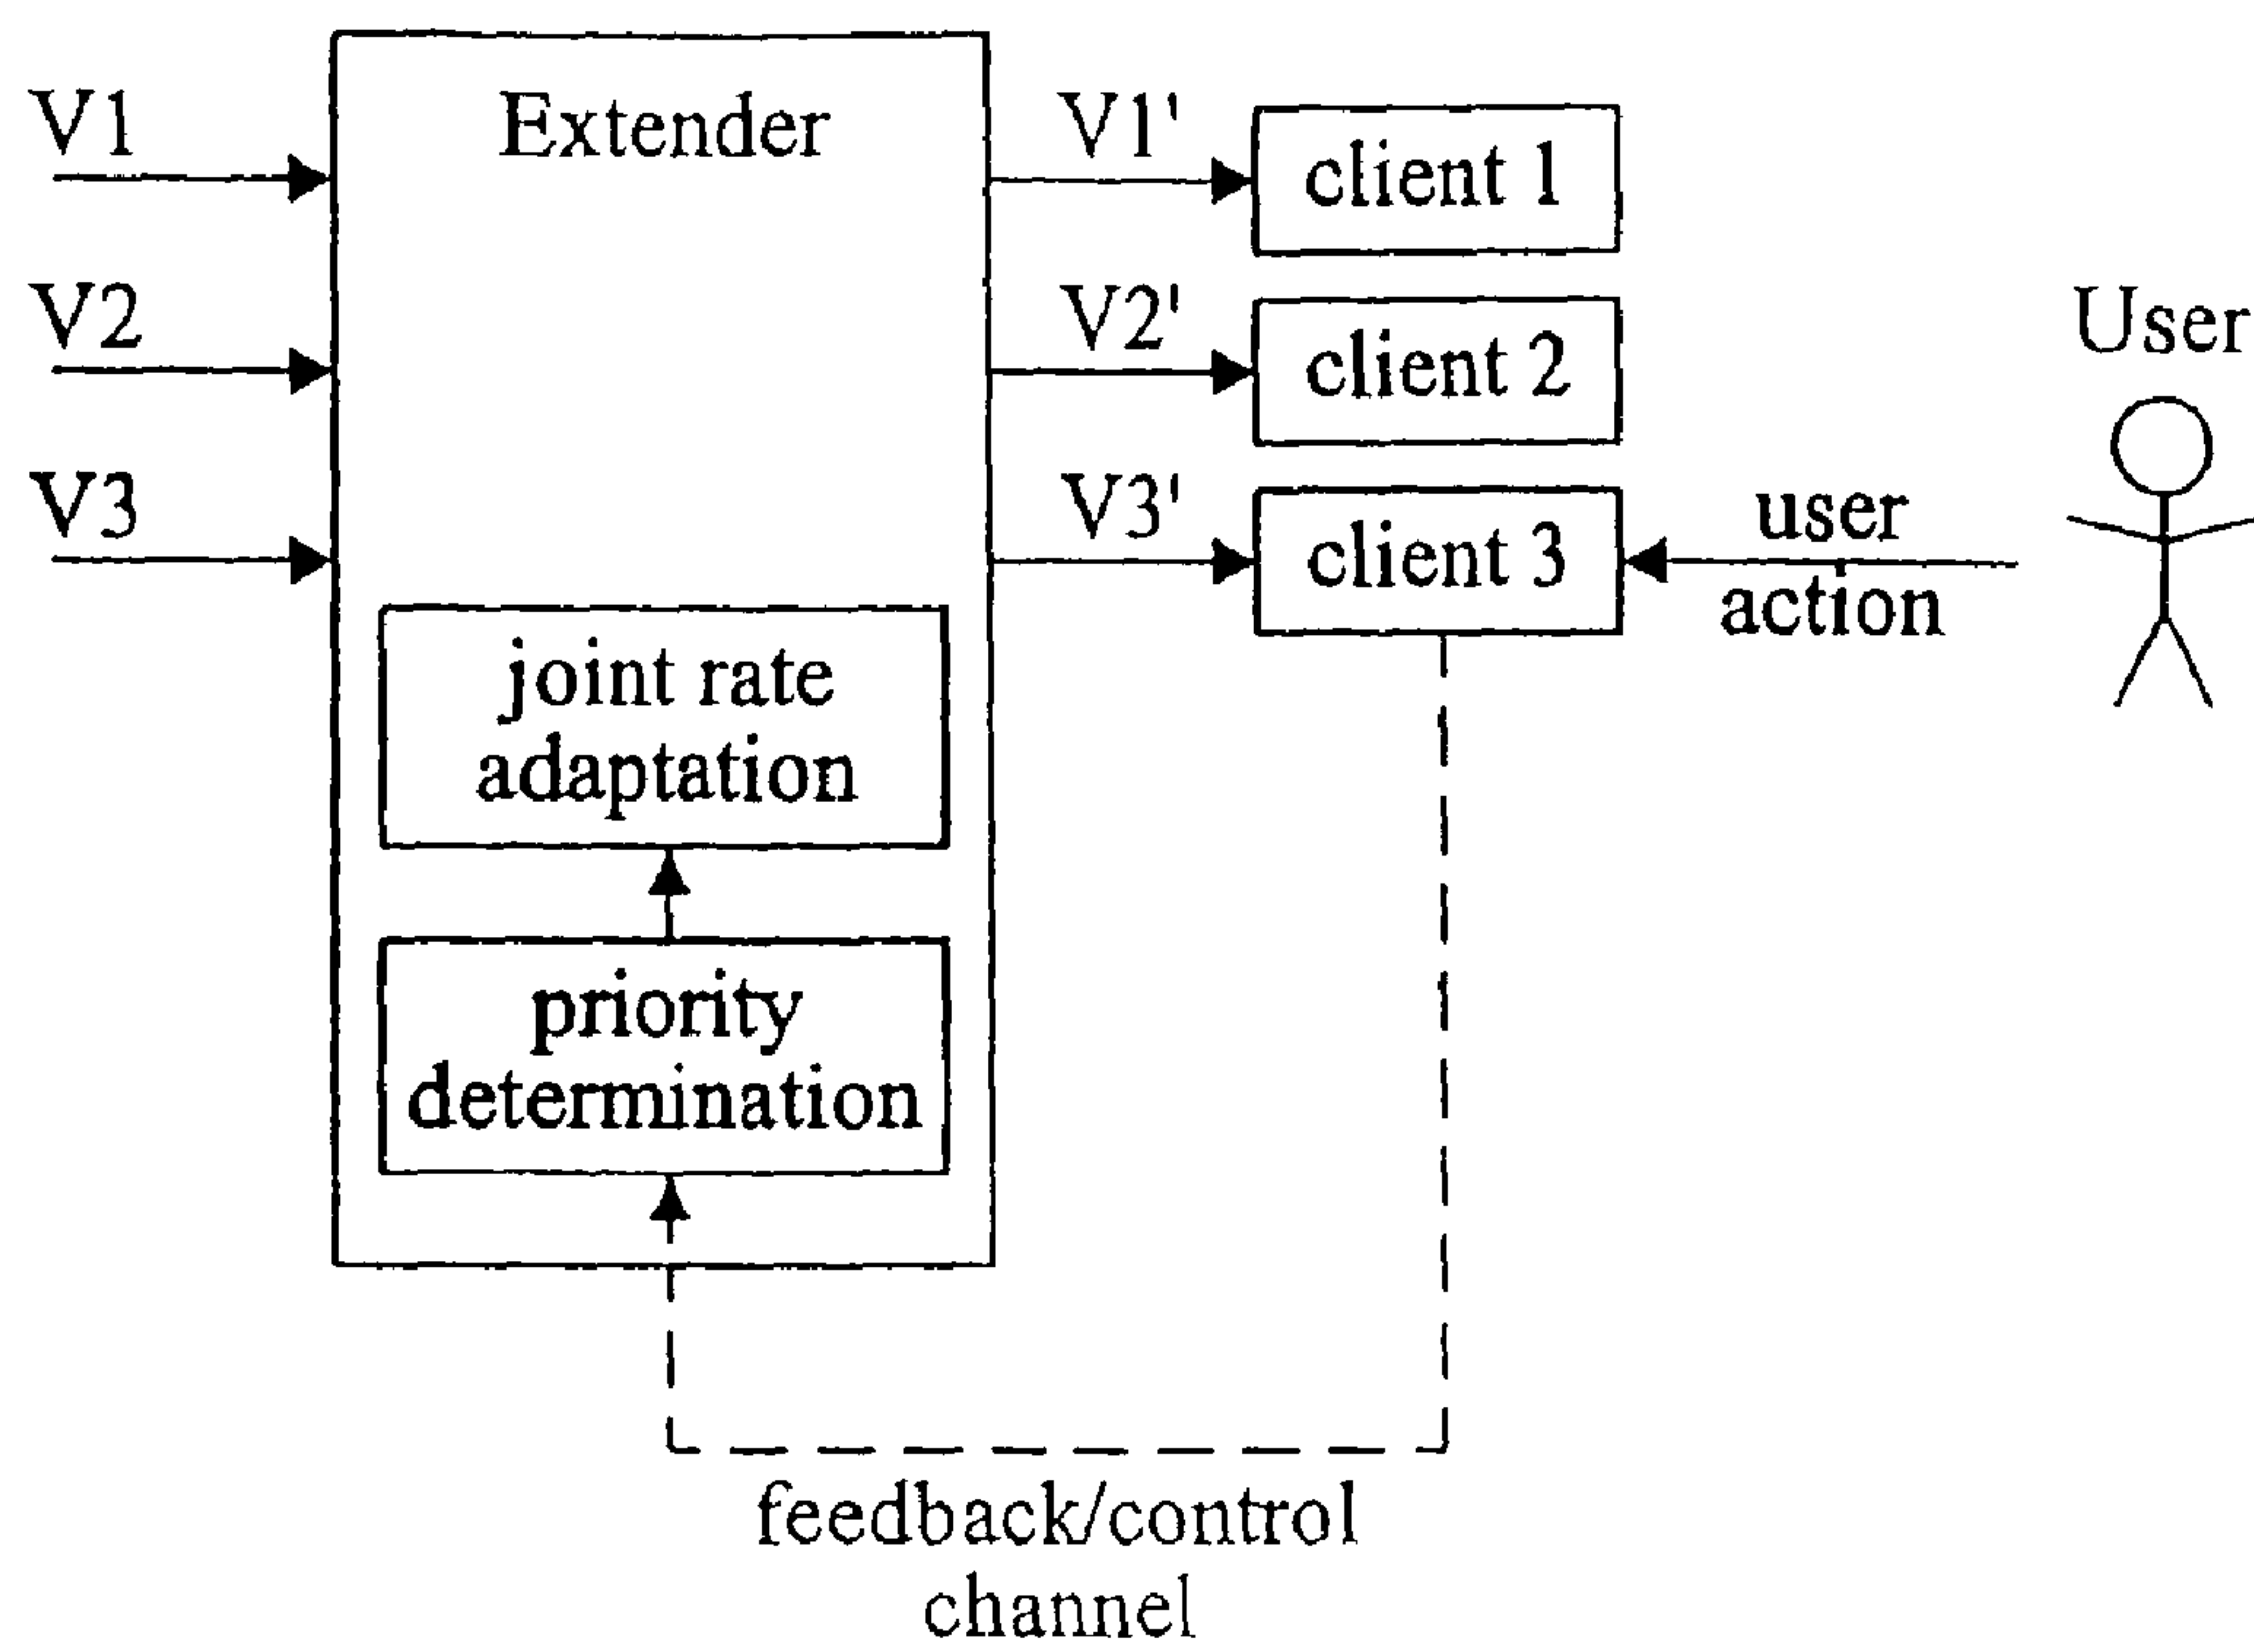 V1
Extender
V1'
client 1
V2
V2'
client 2
User
V3
V3'
client 3
user
action
joint rate
adaptation
priority
determination
feedback/control
channel